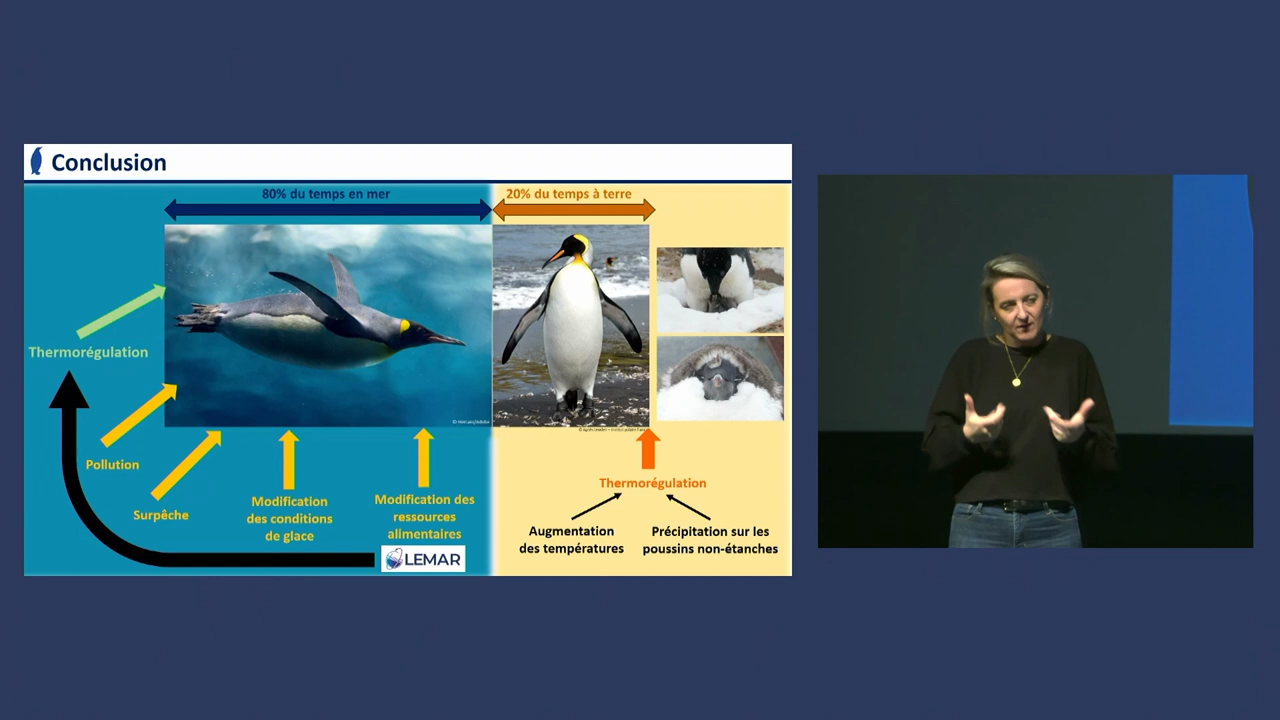 Conclusion
80% du temps en mer
20% du temps à terre
Thermorégulation
Pollution
Surpêche
Modification
des conditions
de glace
Modification des
ressources
alimentaires
LEMAR
Thermorégulation
Augmentation
des températures
Précipitation sur les
poussins non-étanches